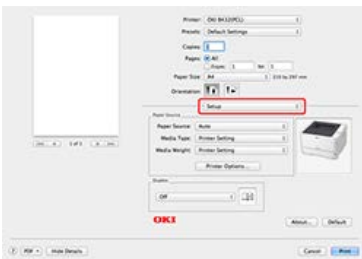 Printer: OKI B432(PCL)
Presets: Default Settings
Copies: 1
Pages: All
From: 1 to: 1
Paper Size: A4 210 by 297 mm
Orientation:
Setup
Paper Source
Paper Source: Auto
Media Type: Printer Setting
Media Weight: Printer Setting
Printer Options...
1 of 1
Duplex
Off
OKI
About... Default
? PDF Hide Details Cancel Print